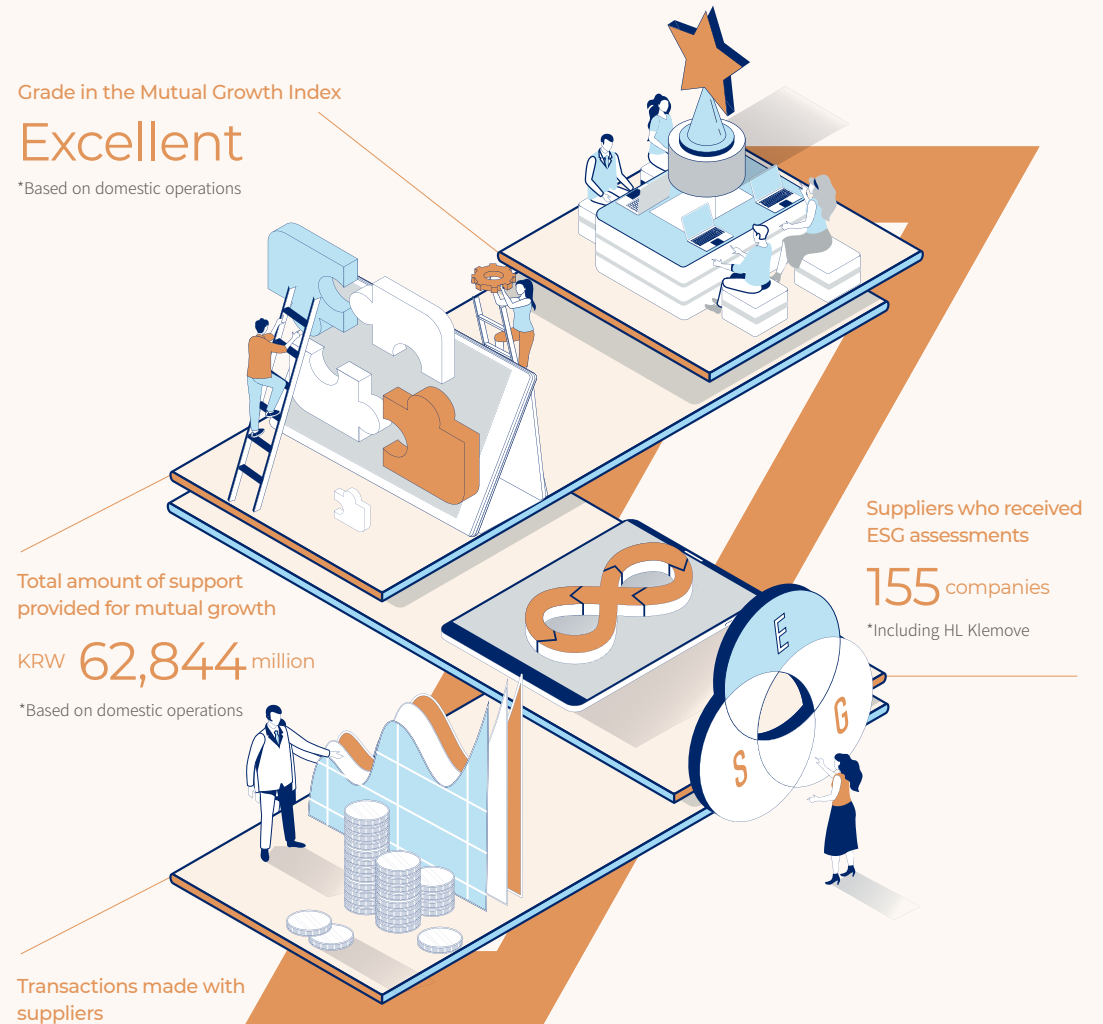 Grade in the Mutual Growth Index
Excellent
*Based on domestic operations
Suppliers who received
ESG assessments
155 companies
*Including HL Klemove
Total amount of support
provided for mutual growth
KRW 62,844 million
*Based on domestic operations
E
G
S
Transactions made with
suppliers